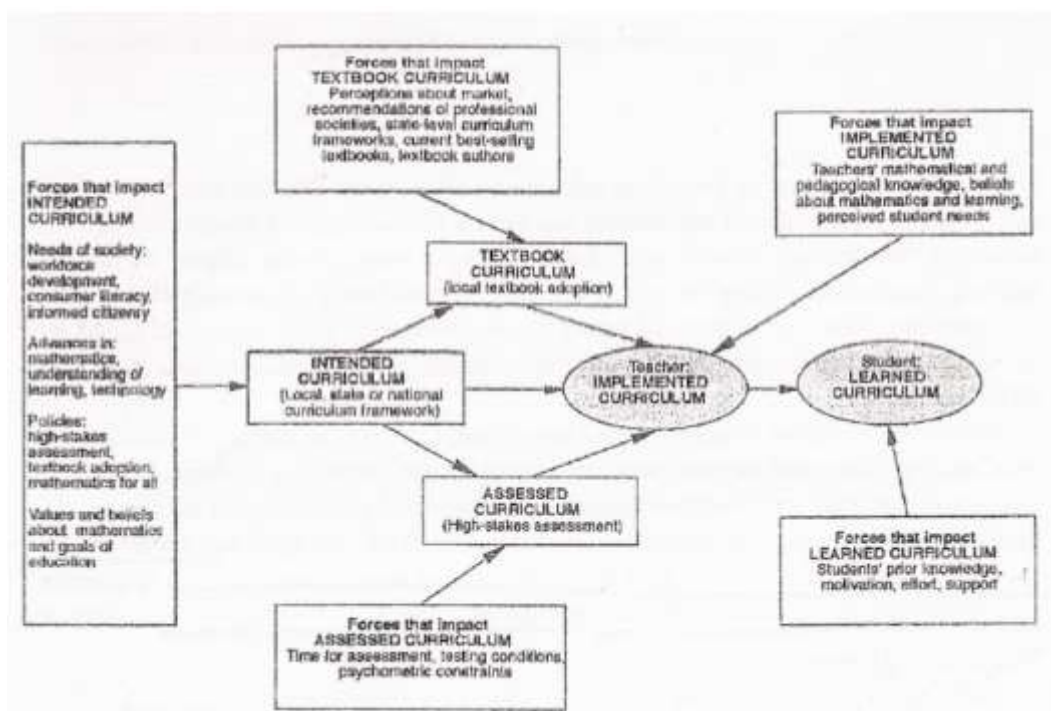 Forces that impact
TEXTBOOK CURRICULUM
Perceptions about market,
recommendations of professional
societies, state-level curriculum
frameworks, current best-selling
textbooks, textbook authors
Forces that impact
IMPLEMENTED
CURRICULUM
Teachers' mathematical and
pedagogical knowledge, beliefs
about mathematics and learning,
perceived student needs
Forces that impact
INTENDED
CURRICULUM
Needs of society:
workforce
development,
consumer literacy,
informed citizenry
Advances in:
mathematics,
understanding of
learning, technology
Policies:
high-stakes
assessment,
textbook adoption,
mathematics for all
Values and beliefs
about mathematics
and goals of
education
TEXTBOOK
CURRICULUM
(local textbook adoption)
INTENDED
CURRICULUM
(Local, state or national
curriculum framework)
Teacher:
IMPLEMENTED
CURRICULUM
Student:
LEARNED
CURRICULUM
ASSESSED
CURRICULUM
(High-stakes assessment)
Forces that impact
LEARNED CURRICULUM
Students' prior knowledge,
motivation, effort, support
Forces that impact
ASSESSED CURRICULUM
Time for assessment, testing conditions,
psychometric constraints